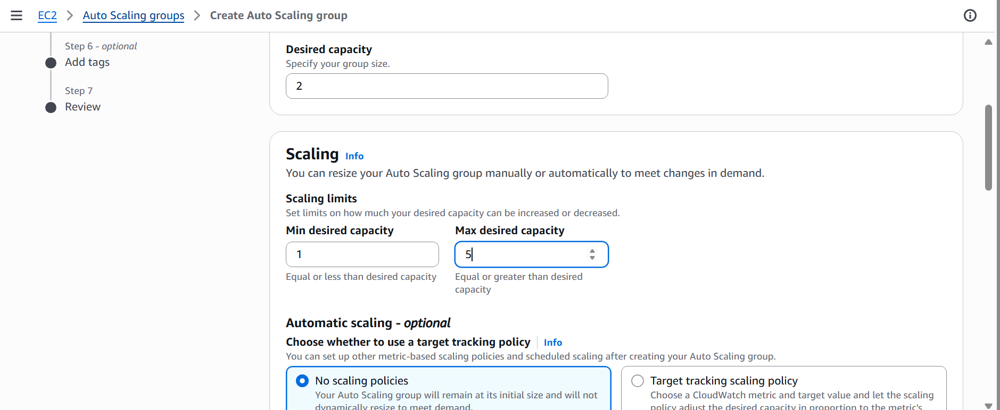 EC2 > Auto Scaling groups > Create Auto Scaling group
Step 6 - optional
Add tags
Step 7
Review
Desired capacity
Specify your group size.
2
Scaling Info
You can resize your Auto Scaling group manually or automatically to meet changes in demand.
Scaling limits
Set limits on how much your desired capacity can be increased or decreased.
Min desired capacity
1
Equal or less than desired capacity
Max desired capacity
5
Equal or greater than desired
capacity
Automatic scaling - optional
Choose whether to use a target tracking policy | Info
You can set up other metric-based scaling policies and scheduled scaling after creating your Auto Scaling group.
No scaling policies
Your Auto Scaling group will remain at its initial size and will not
dynamically resize to meet demand.
Target tracking scaling policy
Choose a CloudWatch metric and target value and let the scaling
policy adjust the desired capacity in proportion to the metric's